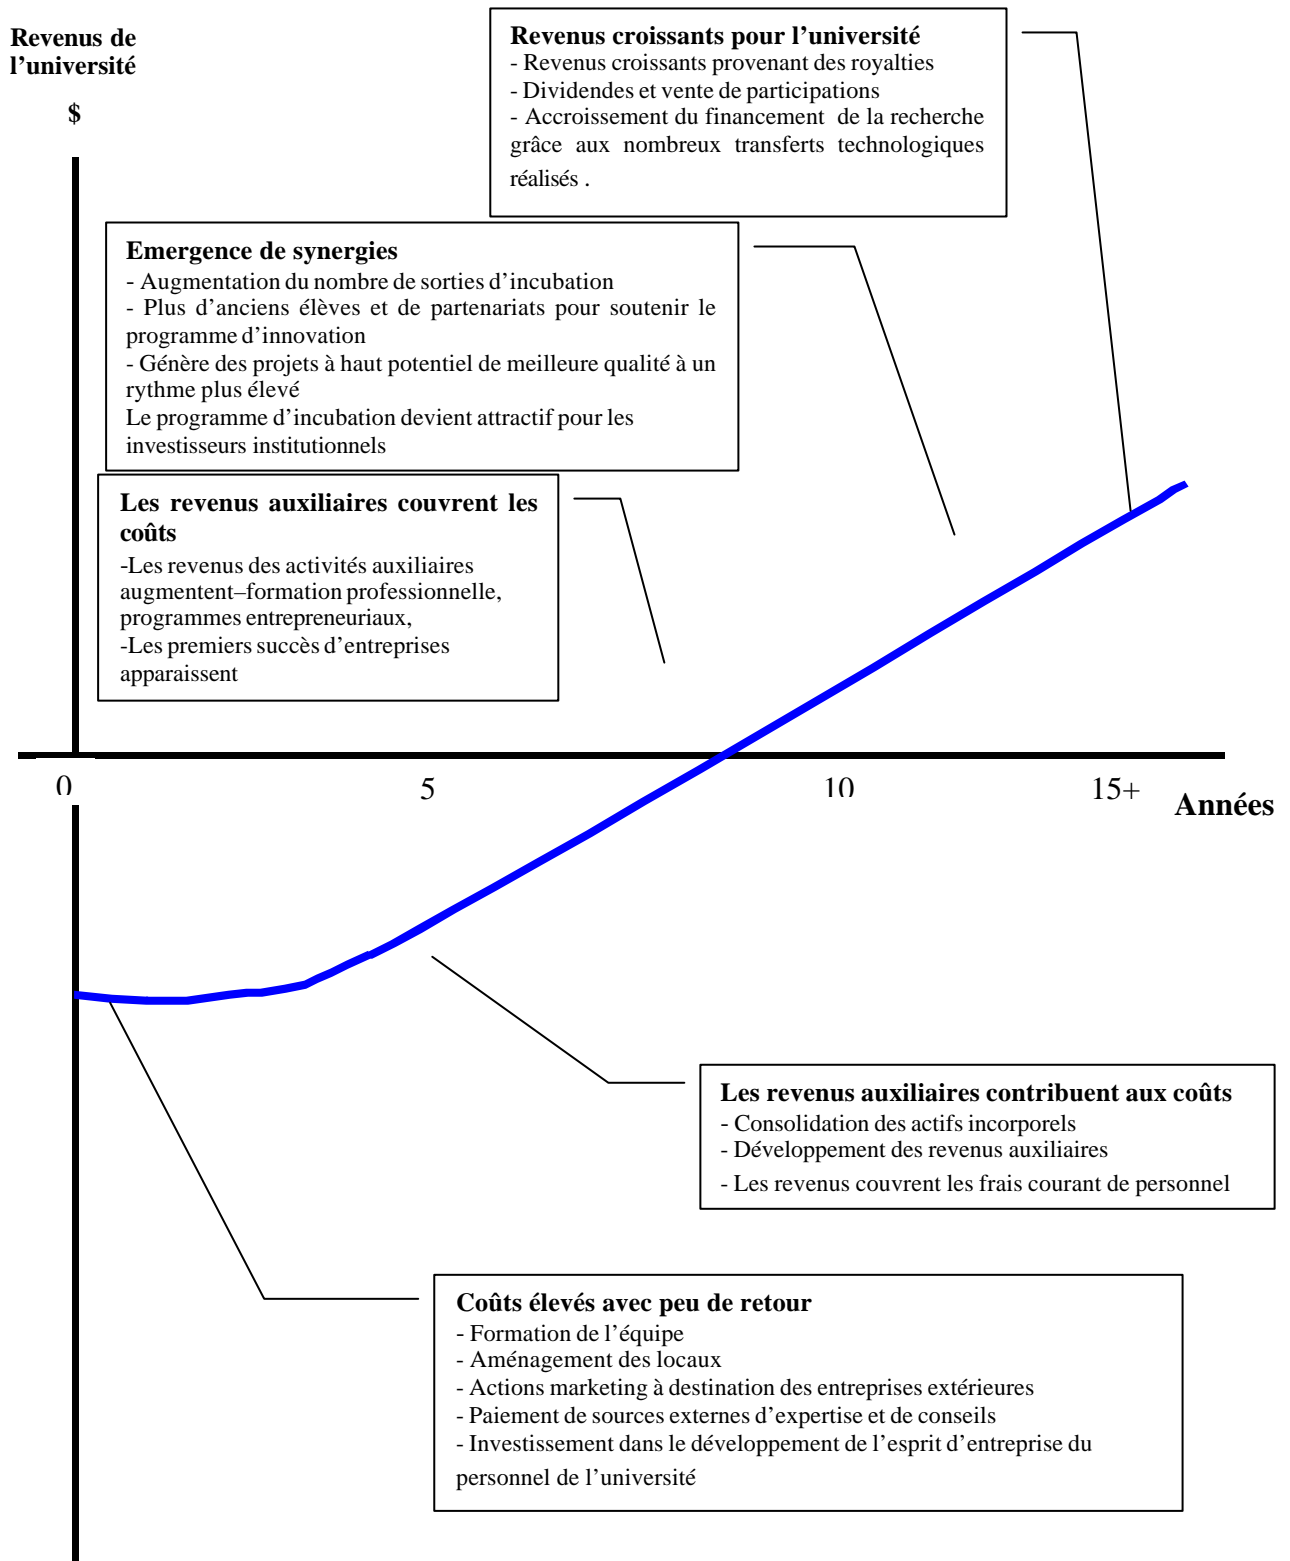 Revenus de
l’université
$
Revenus croissants pour l’université
- Revenus croissants provenant des royalties
- Dividendes et vente de participations
- Accroissement du financement de la recherche
grâce aux nombreux transferts technologiques
réalisés .
Emergence de synergies
- Augmentation du nombre de sorties d’incubation
- Plus d’anciens élèves et de partenariats pour soutenir le
programme d’innovation
- Génère des projets à haut potentiel de meilleure qualité à un
rythme plus élevé
Le programme d’incubation devient attractif pour les
investisseurs institutionnels
Les revenus auxiliaires couvrent les
coûts
-Les revenus des activités auxiliaires
augmentent–formation professionnelle,
programmes entrepreneuriaux,
-Les premiers succès d’entreprises
apparaissent
0 5 10 15+
Années
Les revenus auxiliaires contribuent aux coûts
- Consolidation des actifs incorporels
- Développement des revenus auxiliaires
- Les revenus couvrent les frais courant de personnel
Coûts élevés avec peu de retour
- Formation de l’équipe
- Aménagement des locaux
- Actions marketing à destination des entreprises extérieures
- Paiement de sources externes d’expertise et de conseils
- Investissement dans le développement de l’esprit d’entreprise du
personnel de l’université